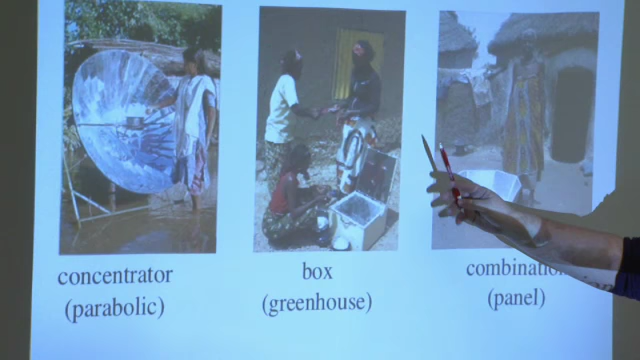 concentrator
(parabolic)
box
(greenhouse)
combination
(panel)